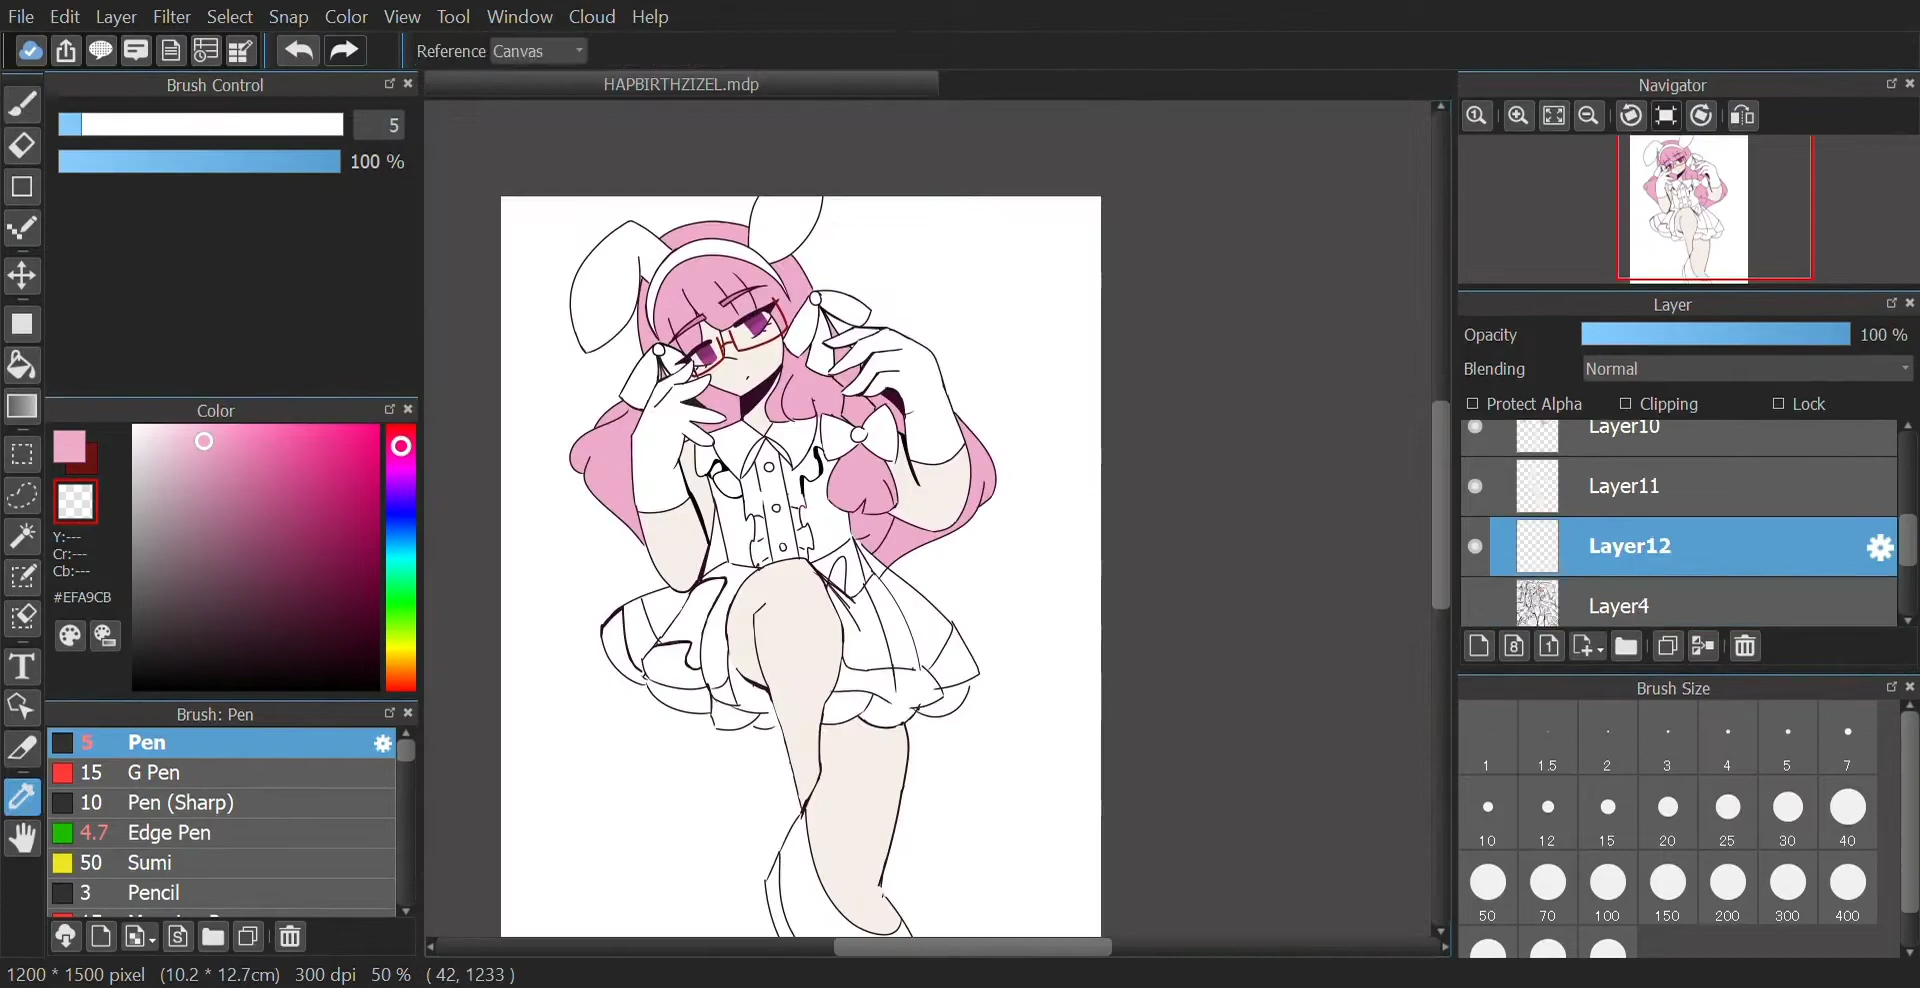 File Edit Layer Filter Select Snap Color View Tool Window Cloud Help
Reference Canvas
Brush Control
5
100 %
Color
Y:---
Cr:---
Cb:---
#EFA9CB
Brush: Pen
5 Pen
15 G Pen
10 Pen (Sharp)
4.7 Edge Pen
50 Sumi
3 Pencil
HAPBIRTHZIZEL.mdp
Navigator
Layer
Opacity 100 %
Blending Normal
Protect Alpha Clipping Lock
Layer10
Layer11
Layer12
Layer4
8 1
Brush Size
1 1.5 2 3 4 5 7
10 12 15 20 25 30 40
50 70 100 150 200 300 400
1200 * 1500 pixel (10.2 * 12.7cm) 300 dpi 50 % ( 42, 1233 )